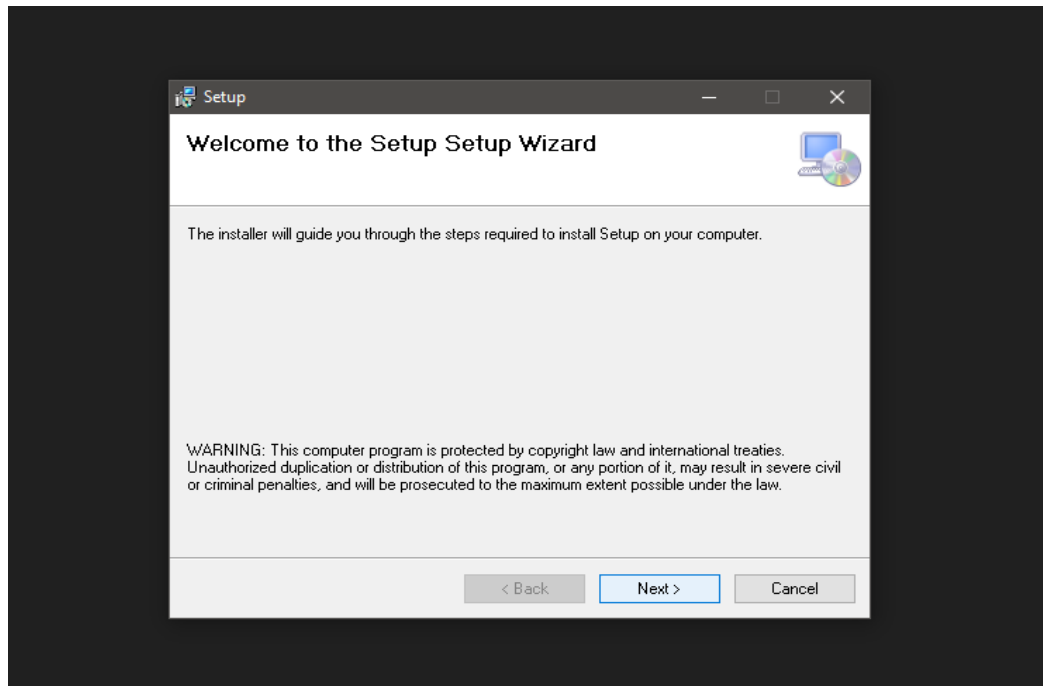 Setup
Welcome to the Setup Setup Wizard
The installer will guide you through the steps required to install Setup on your computer.
WARNING: This computer program is protected by copyright law and international treaties.
Unauthorized duplication or distribution of this program, or any portion of it, may result in severe civil
or criminal penalties, and will be prosecuted to the maximum extent possible under the law.
< Back
Next >
Cancel